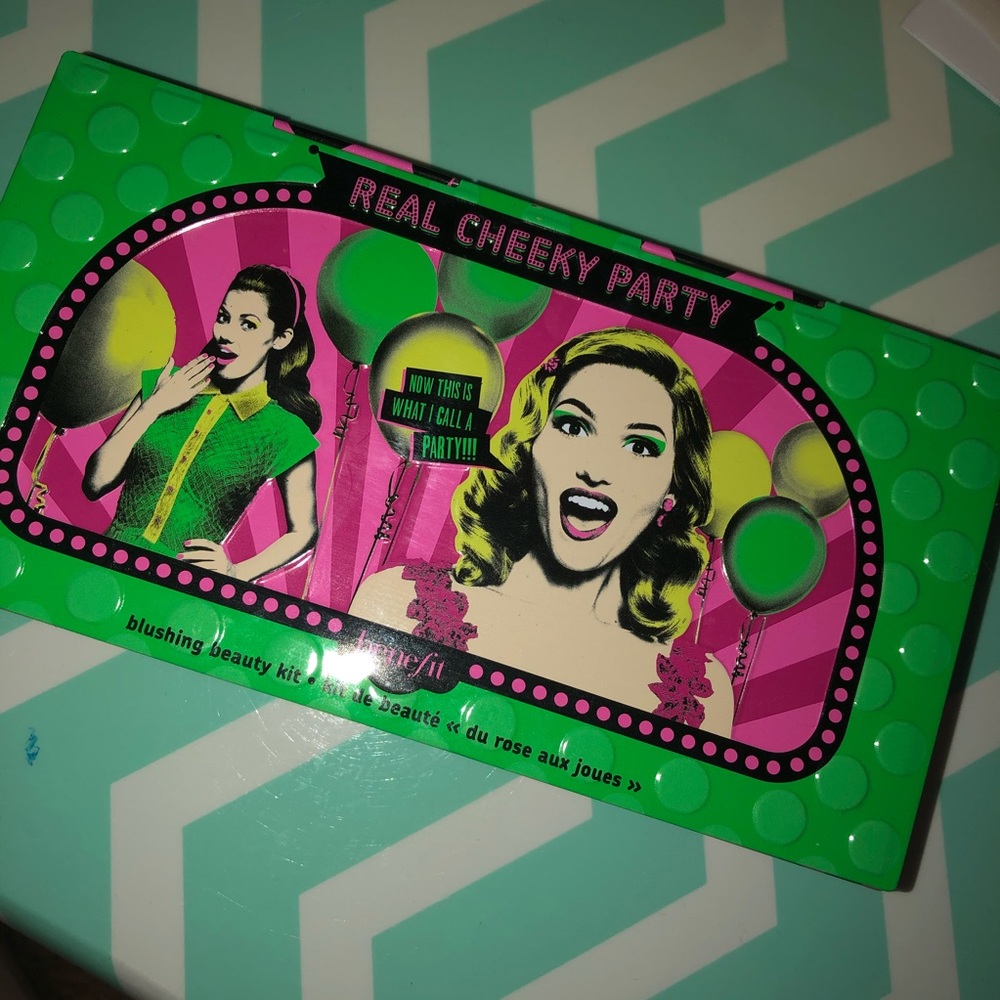 REAL CHEEKY PARTY
NOW THIS IS
WHAT I CALL A
PARTY!!!
benefit
blushing beauty kit • kit de beauté « du rose aux joues »